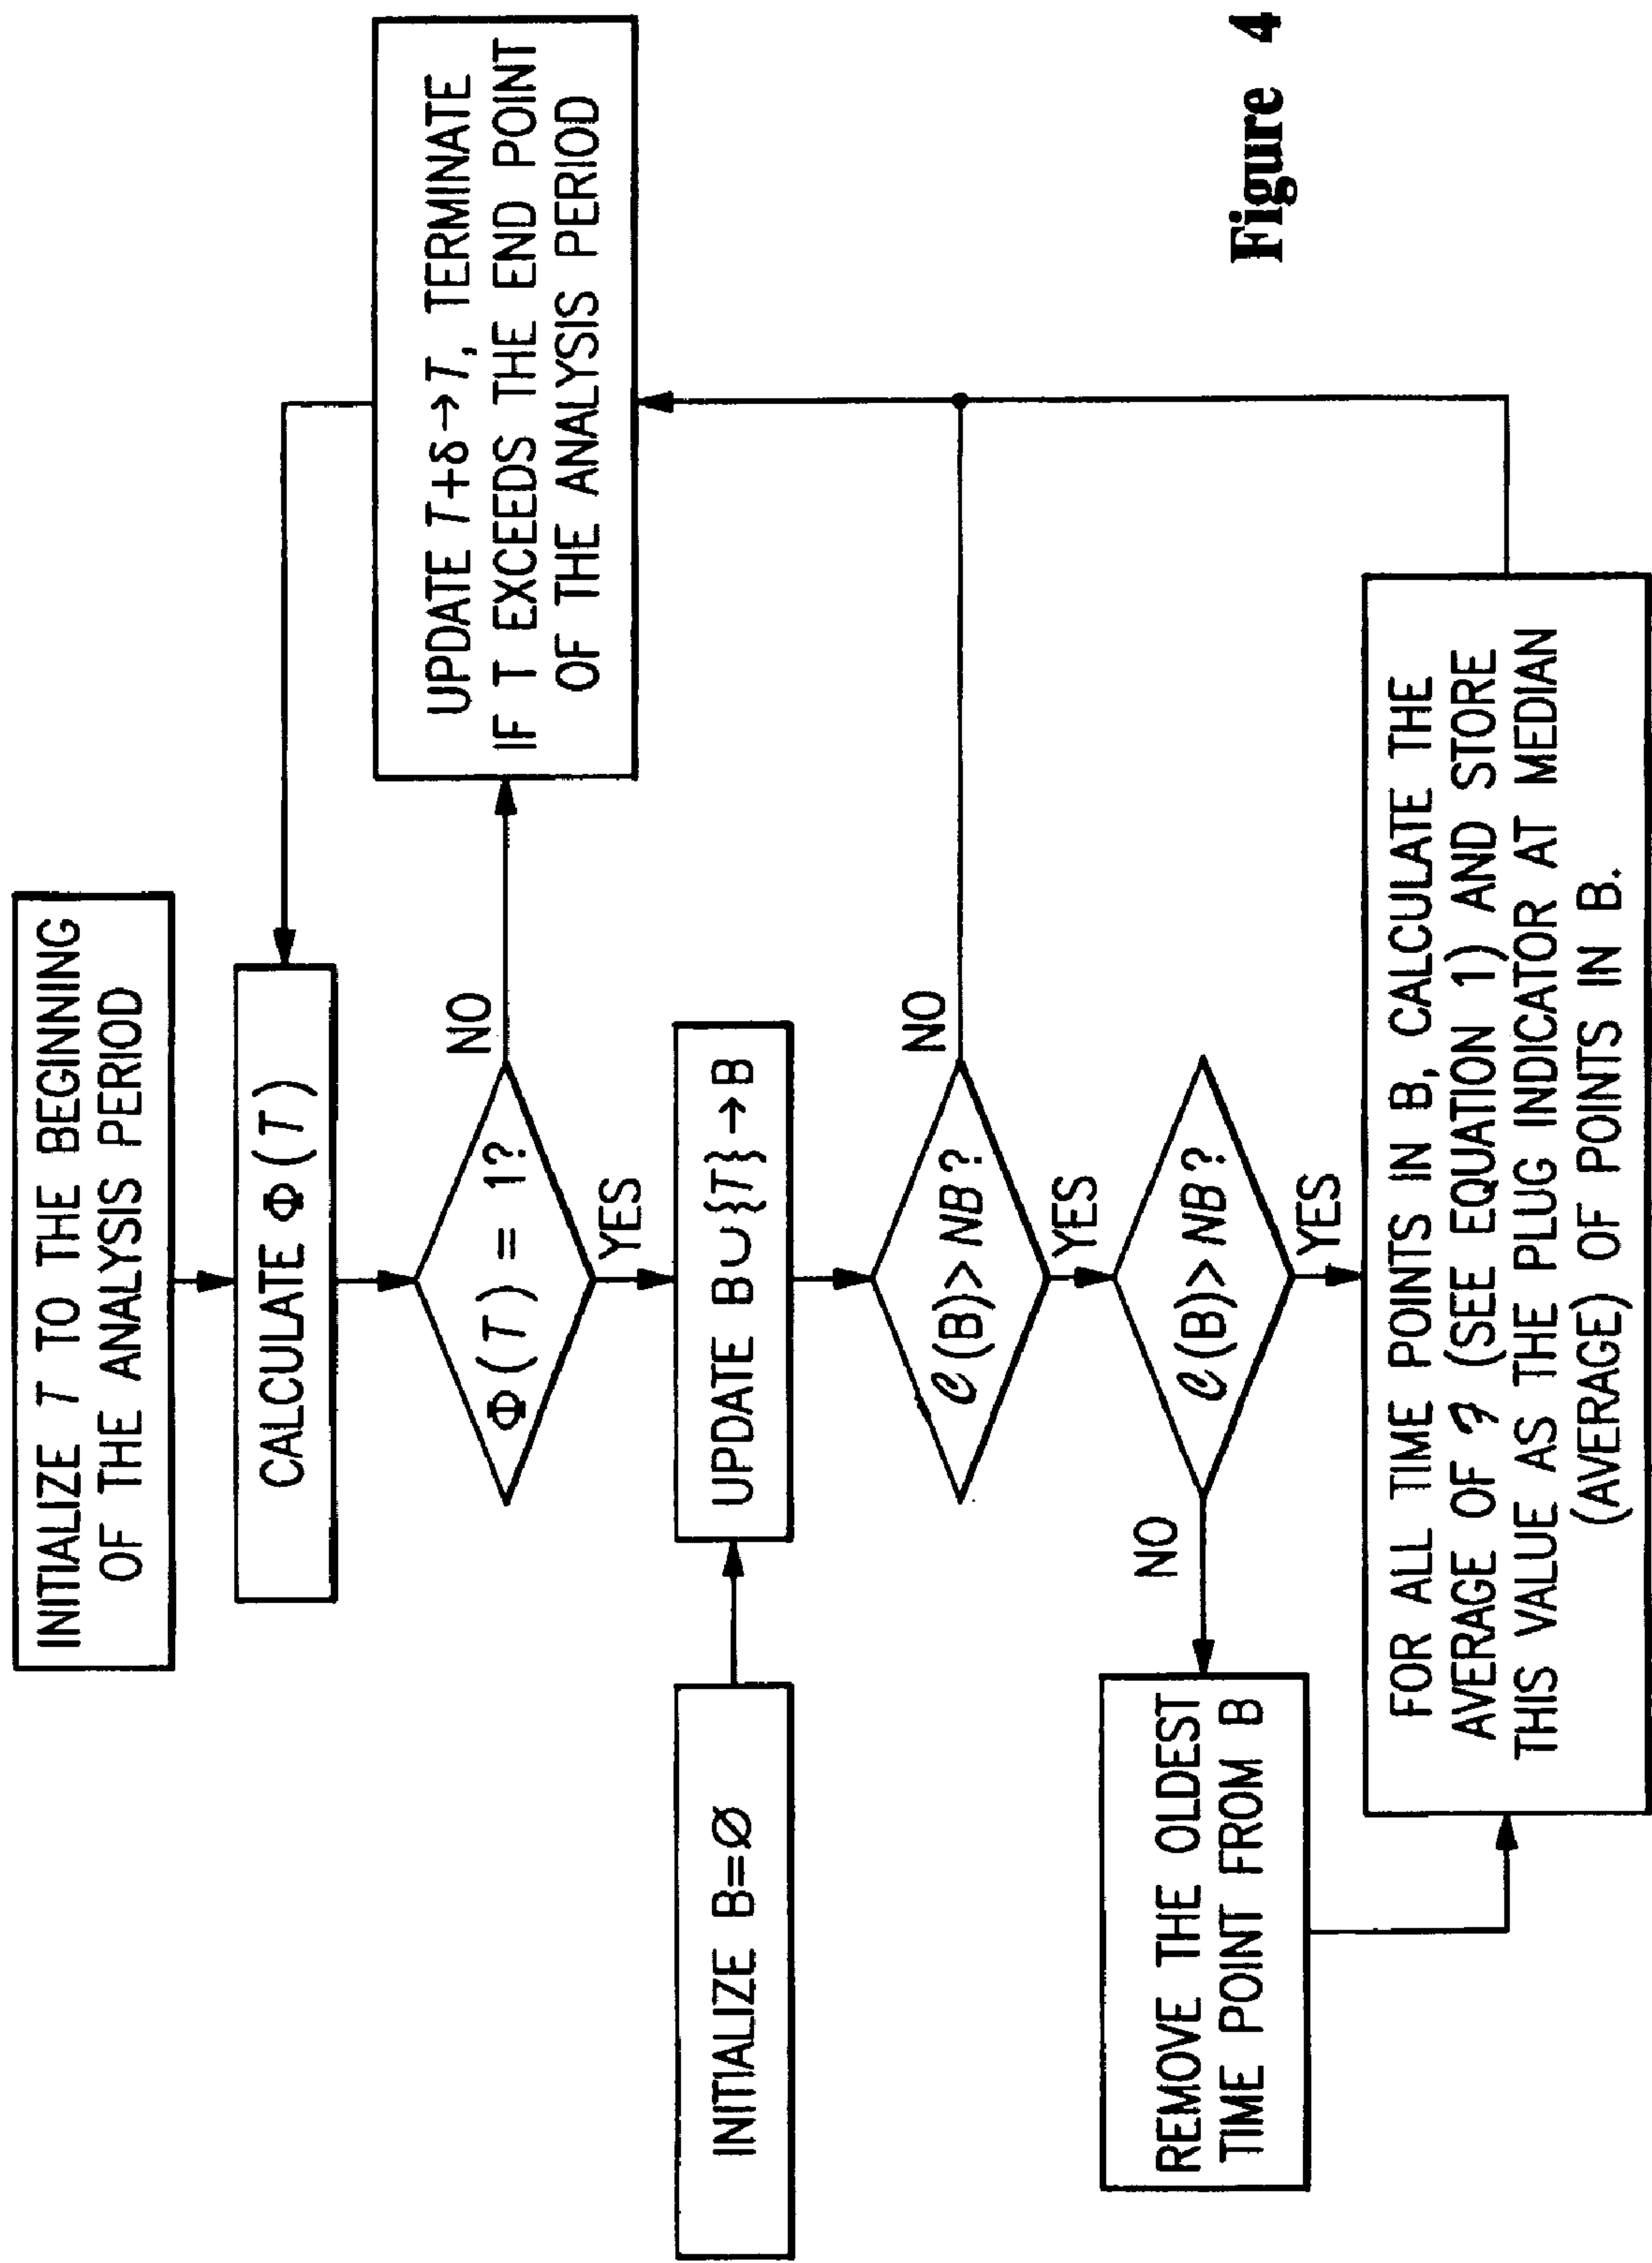 INITIALIZE T TO THE BEGINNING
OF THE ANALYSIS PERIOD
CALCULATE Φ(T)
Φ(T) = 1?
NO
YES
UPDATE T+δ→T, TERMINATE
IF T EXCEEDS THE END POINT
OF THE ANALYSIS PERIOD
INITIALIZE B=Ø
UPDATE B∪{T}→B
𝒞(B)>NB?
NO
YES
𝒞(B)>NB?
NO
YES
REMOVE THE OLDEST
TIME POINT FROM B
FOR ALL TIME POINTS IN B, CALCULATE THE
AVERAGE OF ℱ (SEE EQUATION 1) AND STORE
THIS VALUE AS THE PLUG INDICATOR AT MEDIAN
(AVERAGE) OF POINTS IN B.
Figure 4